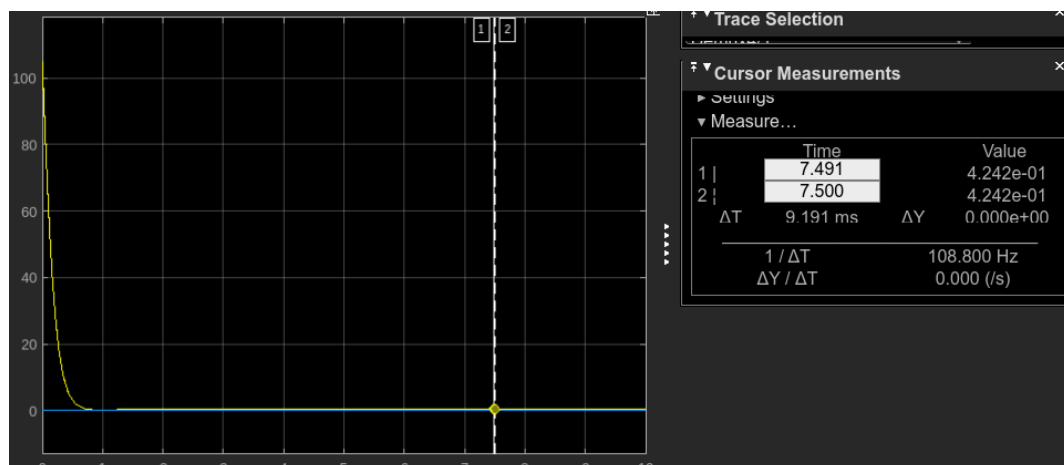 Trace Selection
Cursor Measurements
Settings
Measure...
Time Value
1 | 7.491 4.242e-01
2 ¦ 7.500 4.242e-01
ΔT 9.191 ms ΔY 0.000e+00
1 / ΔT 108.800 Hz
ΔY / ΔT 0.000 (/s)
1 2
100
80
60
40
20
0